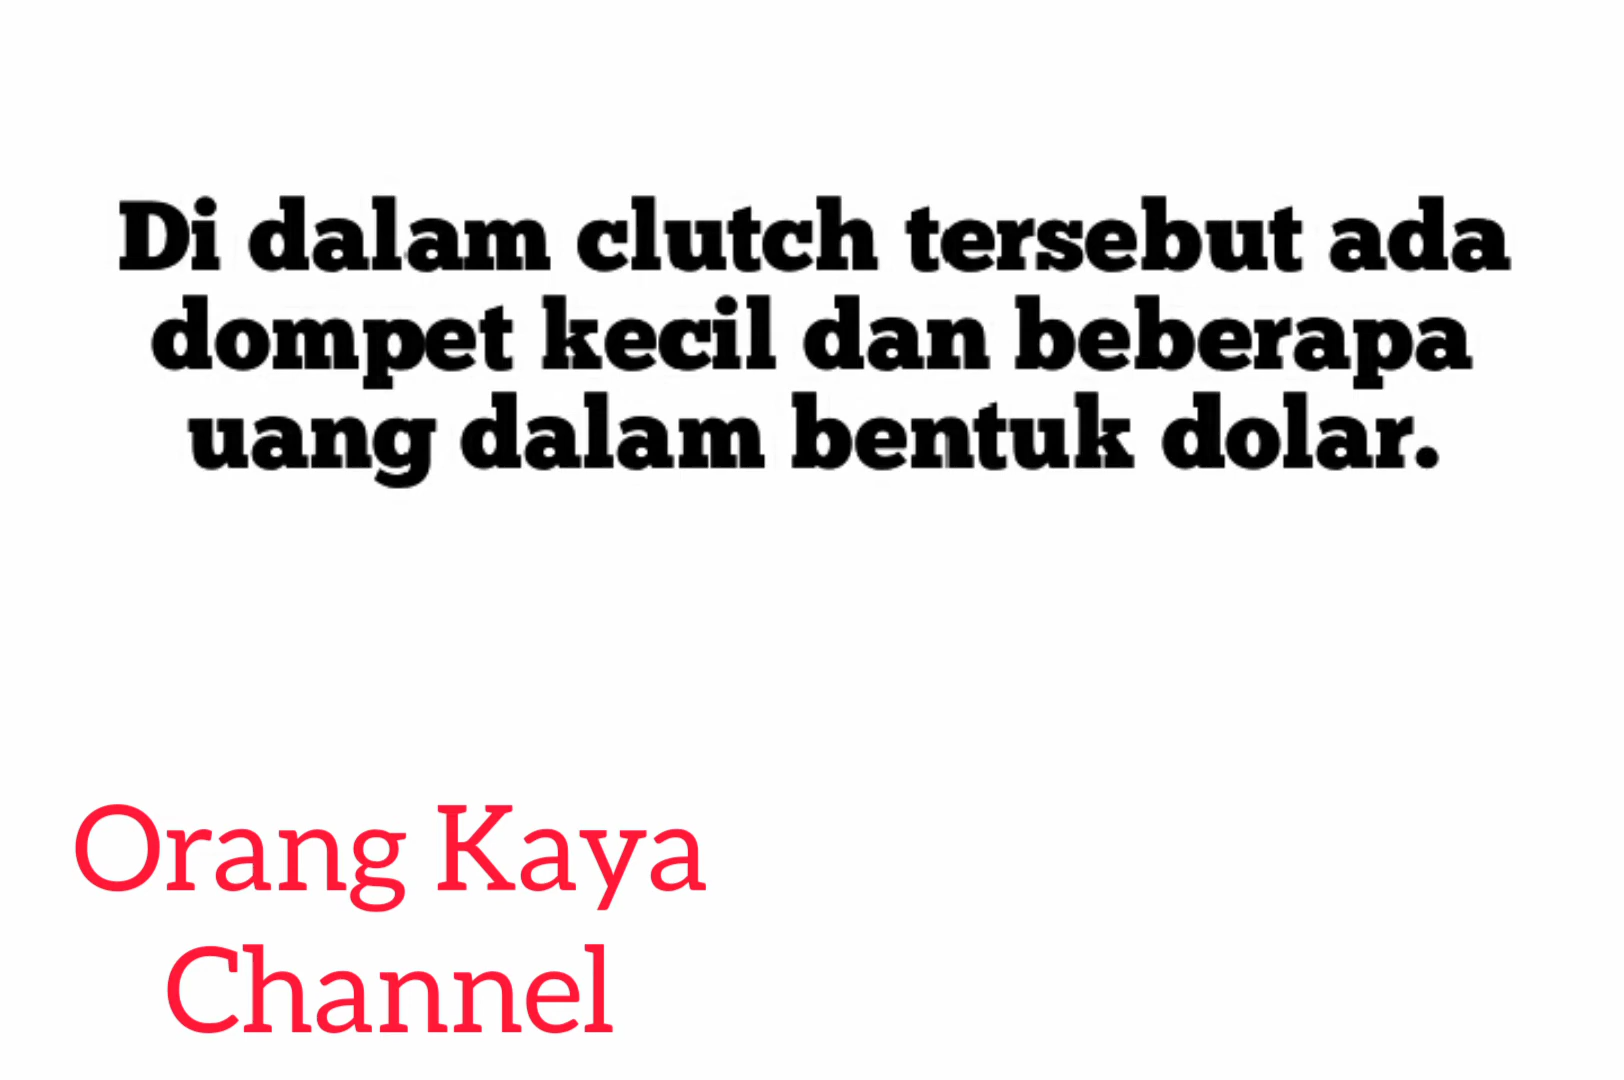 Di dalam clutch tersebut ada
dompet kecil dan beberapa
uang dalam bentuk dolar.
Orang Kaya
Channel